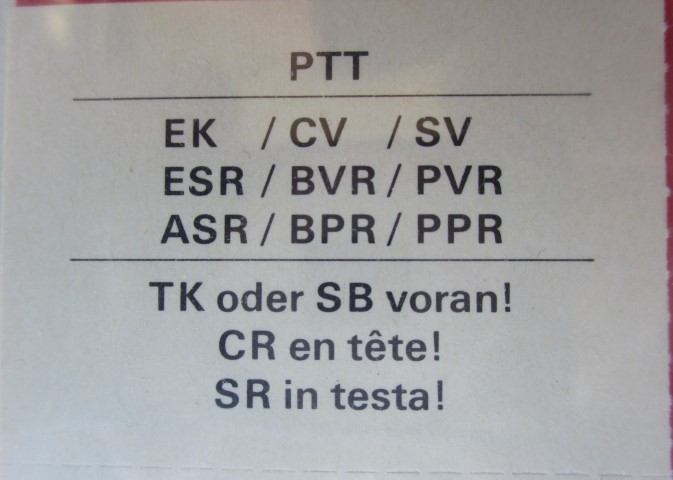 PTT
EK / CV / SV
ESR / BVR / PVR
ASR / BPR / PPR
TK oder SB voran!
CR en tête!
SR in testa!